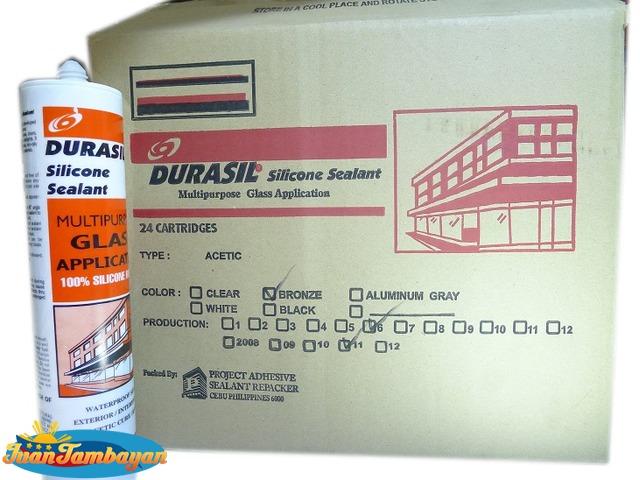 STORE IN A COOL PLACE AND ROTATE
DURASIL Silicone Sealant
Multipurpose Glass Application
24 CARTRIDGES
TYPE : ACETIC
COLOR : CLEAR BRONZE ALUMINUM GRAY
WHITE BLACK
PRODUCTION: 1 2 3 4 5 6 7 8 9 10 11 12
2008 09 10 11 12
Packed By: PROJECT ADHESIVE
SEALANT REPACKER
CEBU PHILIPPINES 6000
DURASIL
Silicone
Sealant
MULTIPURP
GLAS
APPLICAT
100% SILICONE
WATERPROOF
EXTERIOR / INTER
CETIC CURE
JuanTambayan